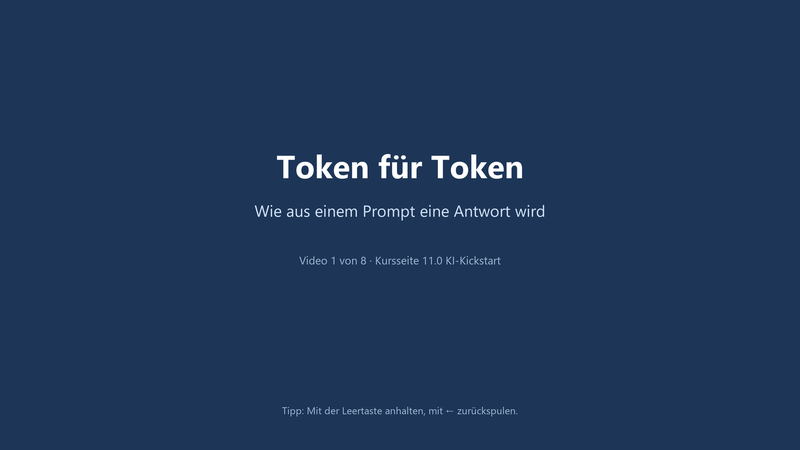 Token für Token
Wie aus einem Prompt eine Antwort wird
Video 1 von 8 · Kursseite 11.0 KI-Kickstart
Tipp: Mit der Leertaste anhalten, mit ← zurückspulen.